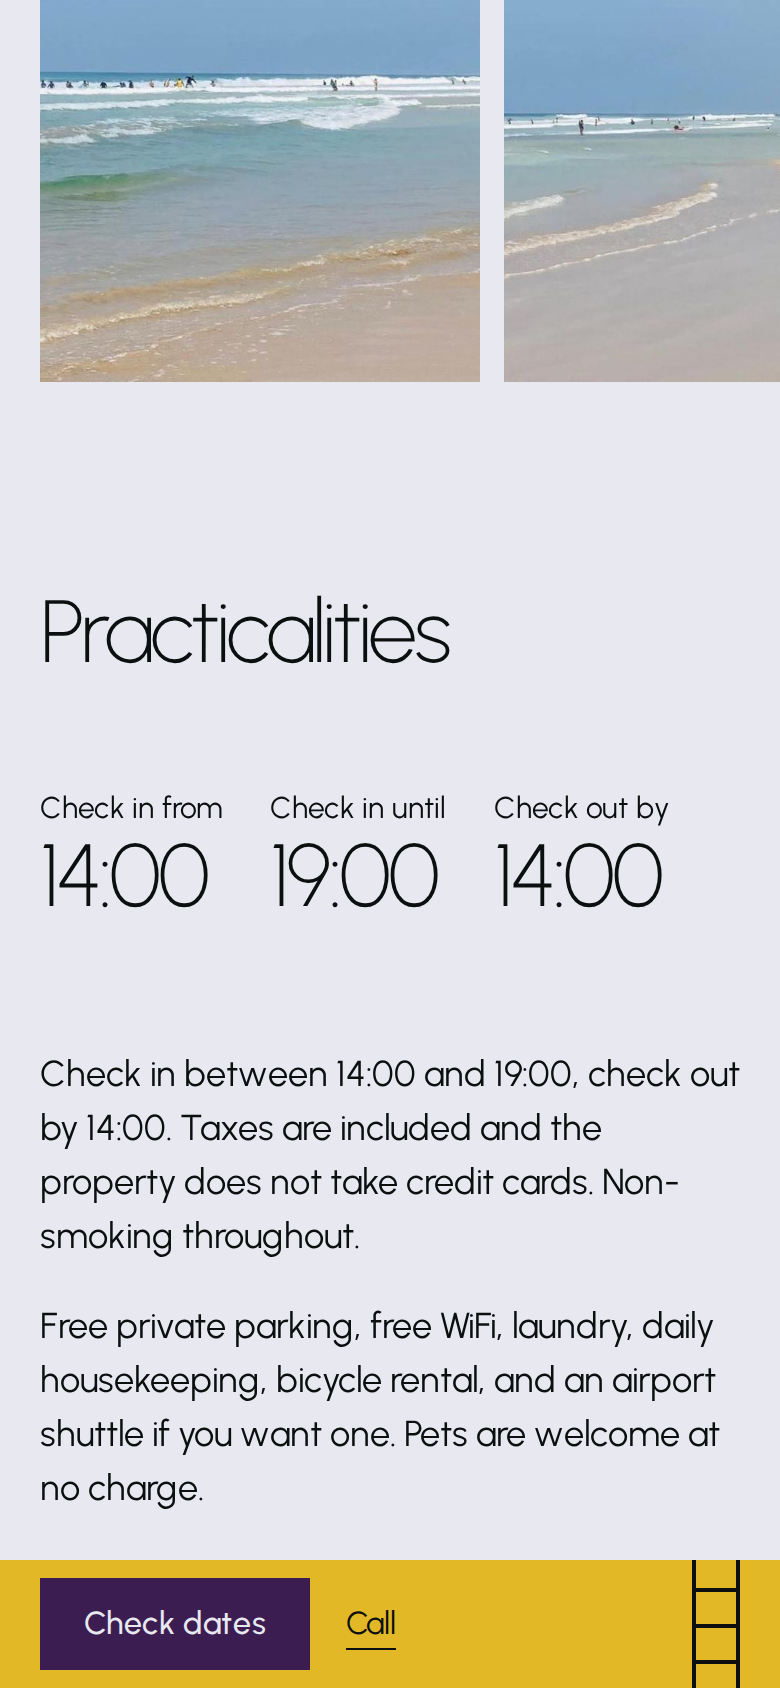 Practicalities
Check in from
Check in until
Check out by
14:00
19:00
14:00
Check in between 14:00 and 19:00, check out
by 14:00. Taxes are included and the
property does not take credit cards. Non-
smoking throughout.
Free private parking, free WiFi, laundry, daily
housekeeping, bicycle rental, and an airport
shuttle if you want one. Pets are welcome at
no charge.
Check dates
Call